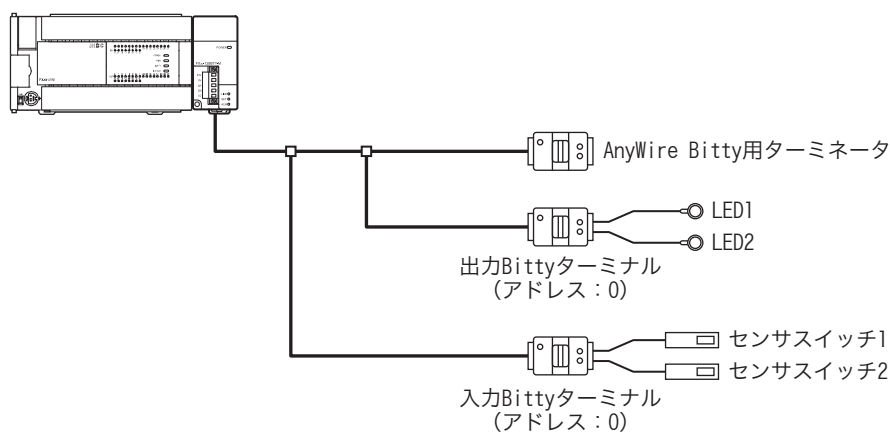 POWER
AnyWire Bitty用ターミネータ
LED1
LED2
出力Bittyターミナル
(アドレス：0)
センサスイッチ1
センサスイッチ2
入力Bittyターミナル
(アドレス：0)